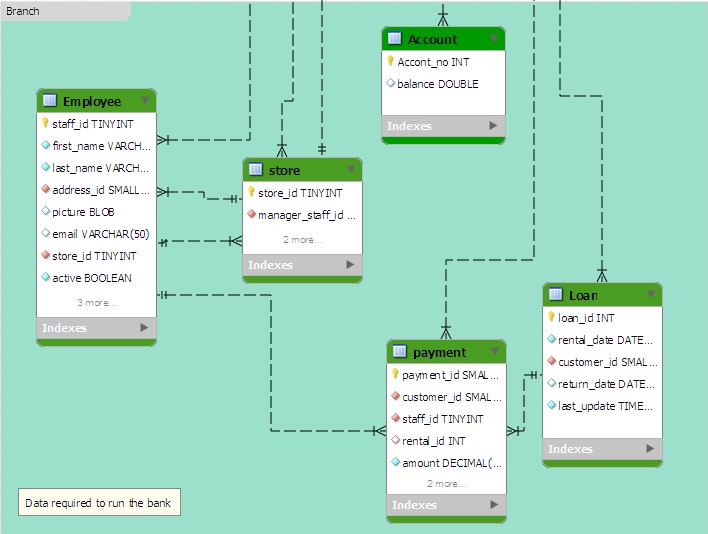 Branch
Account
Accont_no INT
balance DOUBLE
Indexes
Employee
staff_id TINYINT
first_name VARCH...
last_name VARCH...
address_id SMALL...
picture BLOB
email VARCHAR(50)
store_id TINYINT
active BOOLEAN
3 more...
Indexes
store
store_id TINYINT
manager_staff_id ...
2 more...
Indexes
Loan
loan_id INT
rental_date DATE...
customer_id SMAL...
return_date DATE...
last_update TIME...
Indexes
payment
payment_id SMAL...
customer_id SMAL...
staff_id TINYINT
rental_id INT
amount DECIMAL(...
2 more...
Indexes
Data required to run the bank